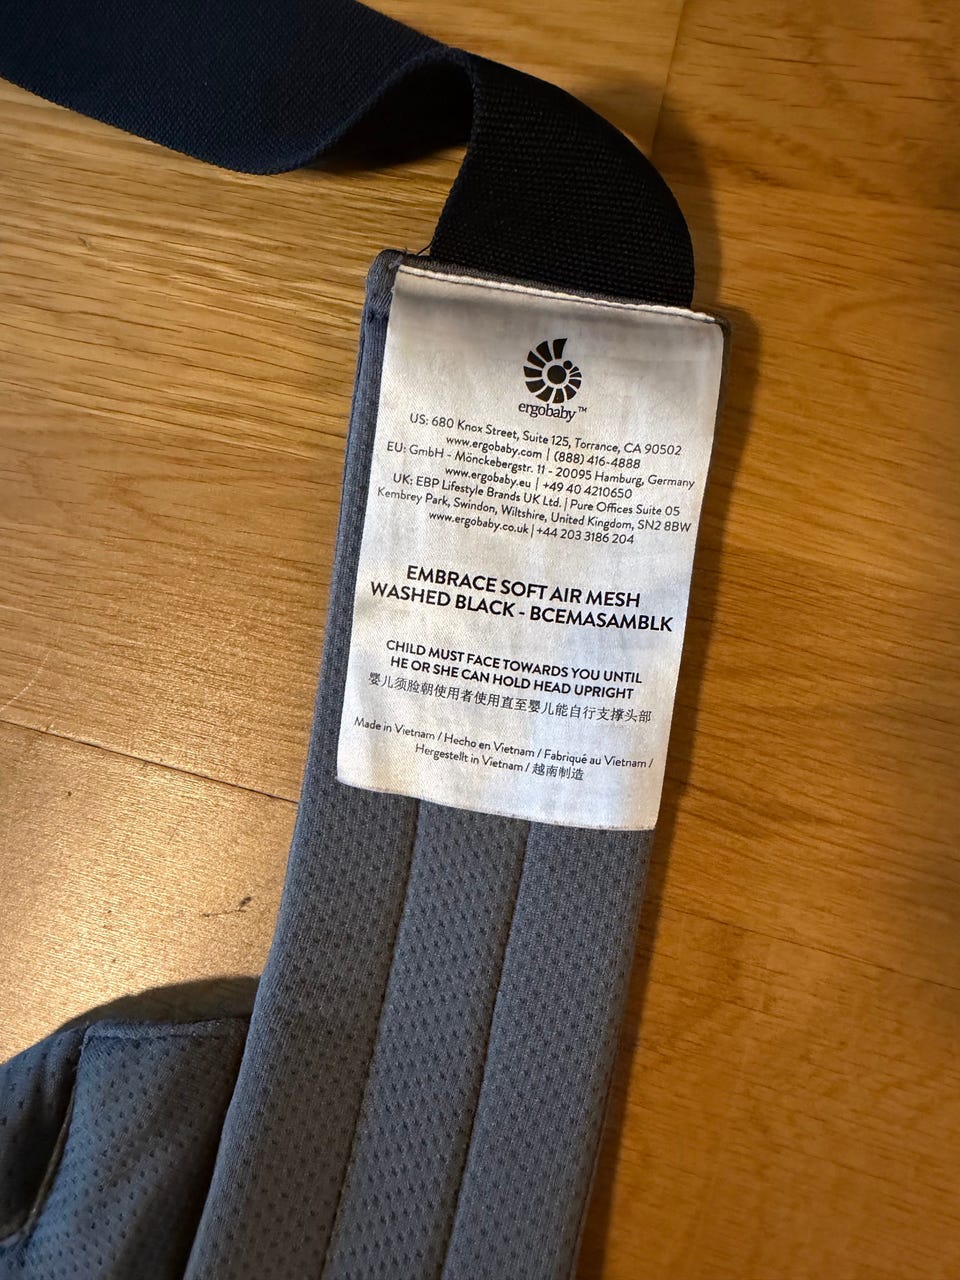 ergobaby™
US: 680 Knox Street, Suite 125, Torrance, CA 90502
www.ergobaby.com | (888) 416-4888
EU: GmbH - Mönckebergstr. 11 - 20095 Hamburg, Germany
www.ergobaby.eu | +49 40 4210650
UK: EBP Lifestyle Brands UK Ltd. | Pure Offices Suite 05
Kembrey Park, Swindon, Wiltshire, United Kingdom, SN2 8BW
www.ergobaby.co.uk | +44 203 3186 204
EMBRACE SOFT AIR MESH
WASHED BLACK - BCEMASAMBLK
CHILD MUST FACE TOWARDS YOU UNTIL
HE OR SHE CAN HOLD HEAD UPRIGHT
婴儿须脸朝使用者使用直至婴儿能自行支撑头部
Made in Vietnam / Hecho en Vietnam / Fabriqué au Vietnam /
Hergestellt in Vietnam / 越南制造